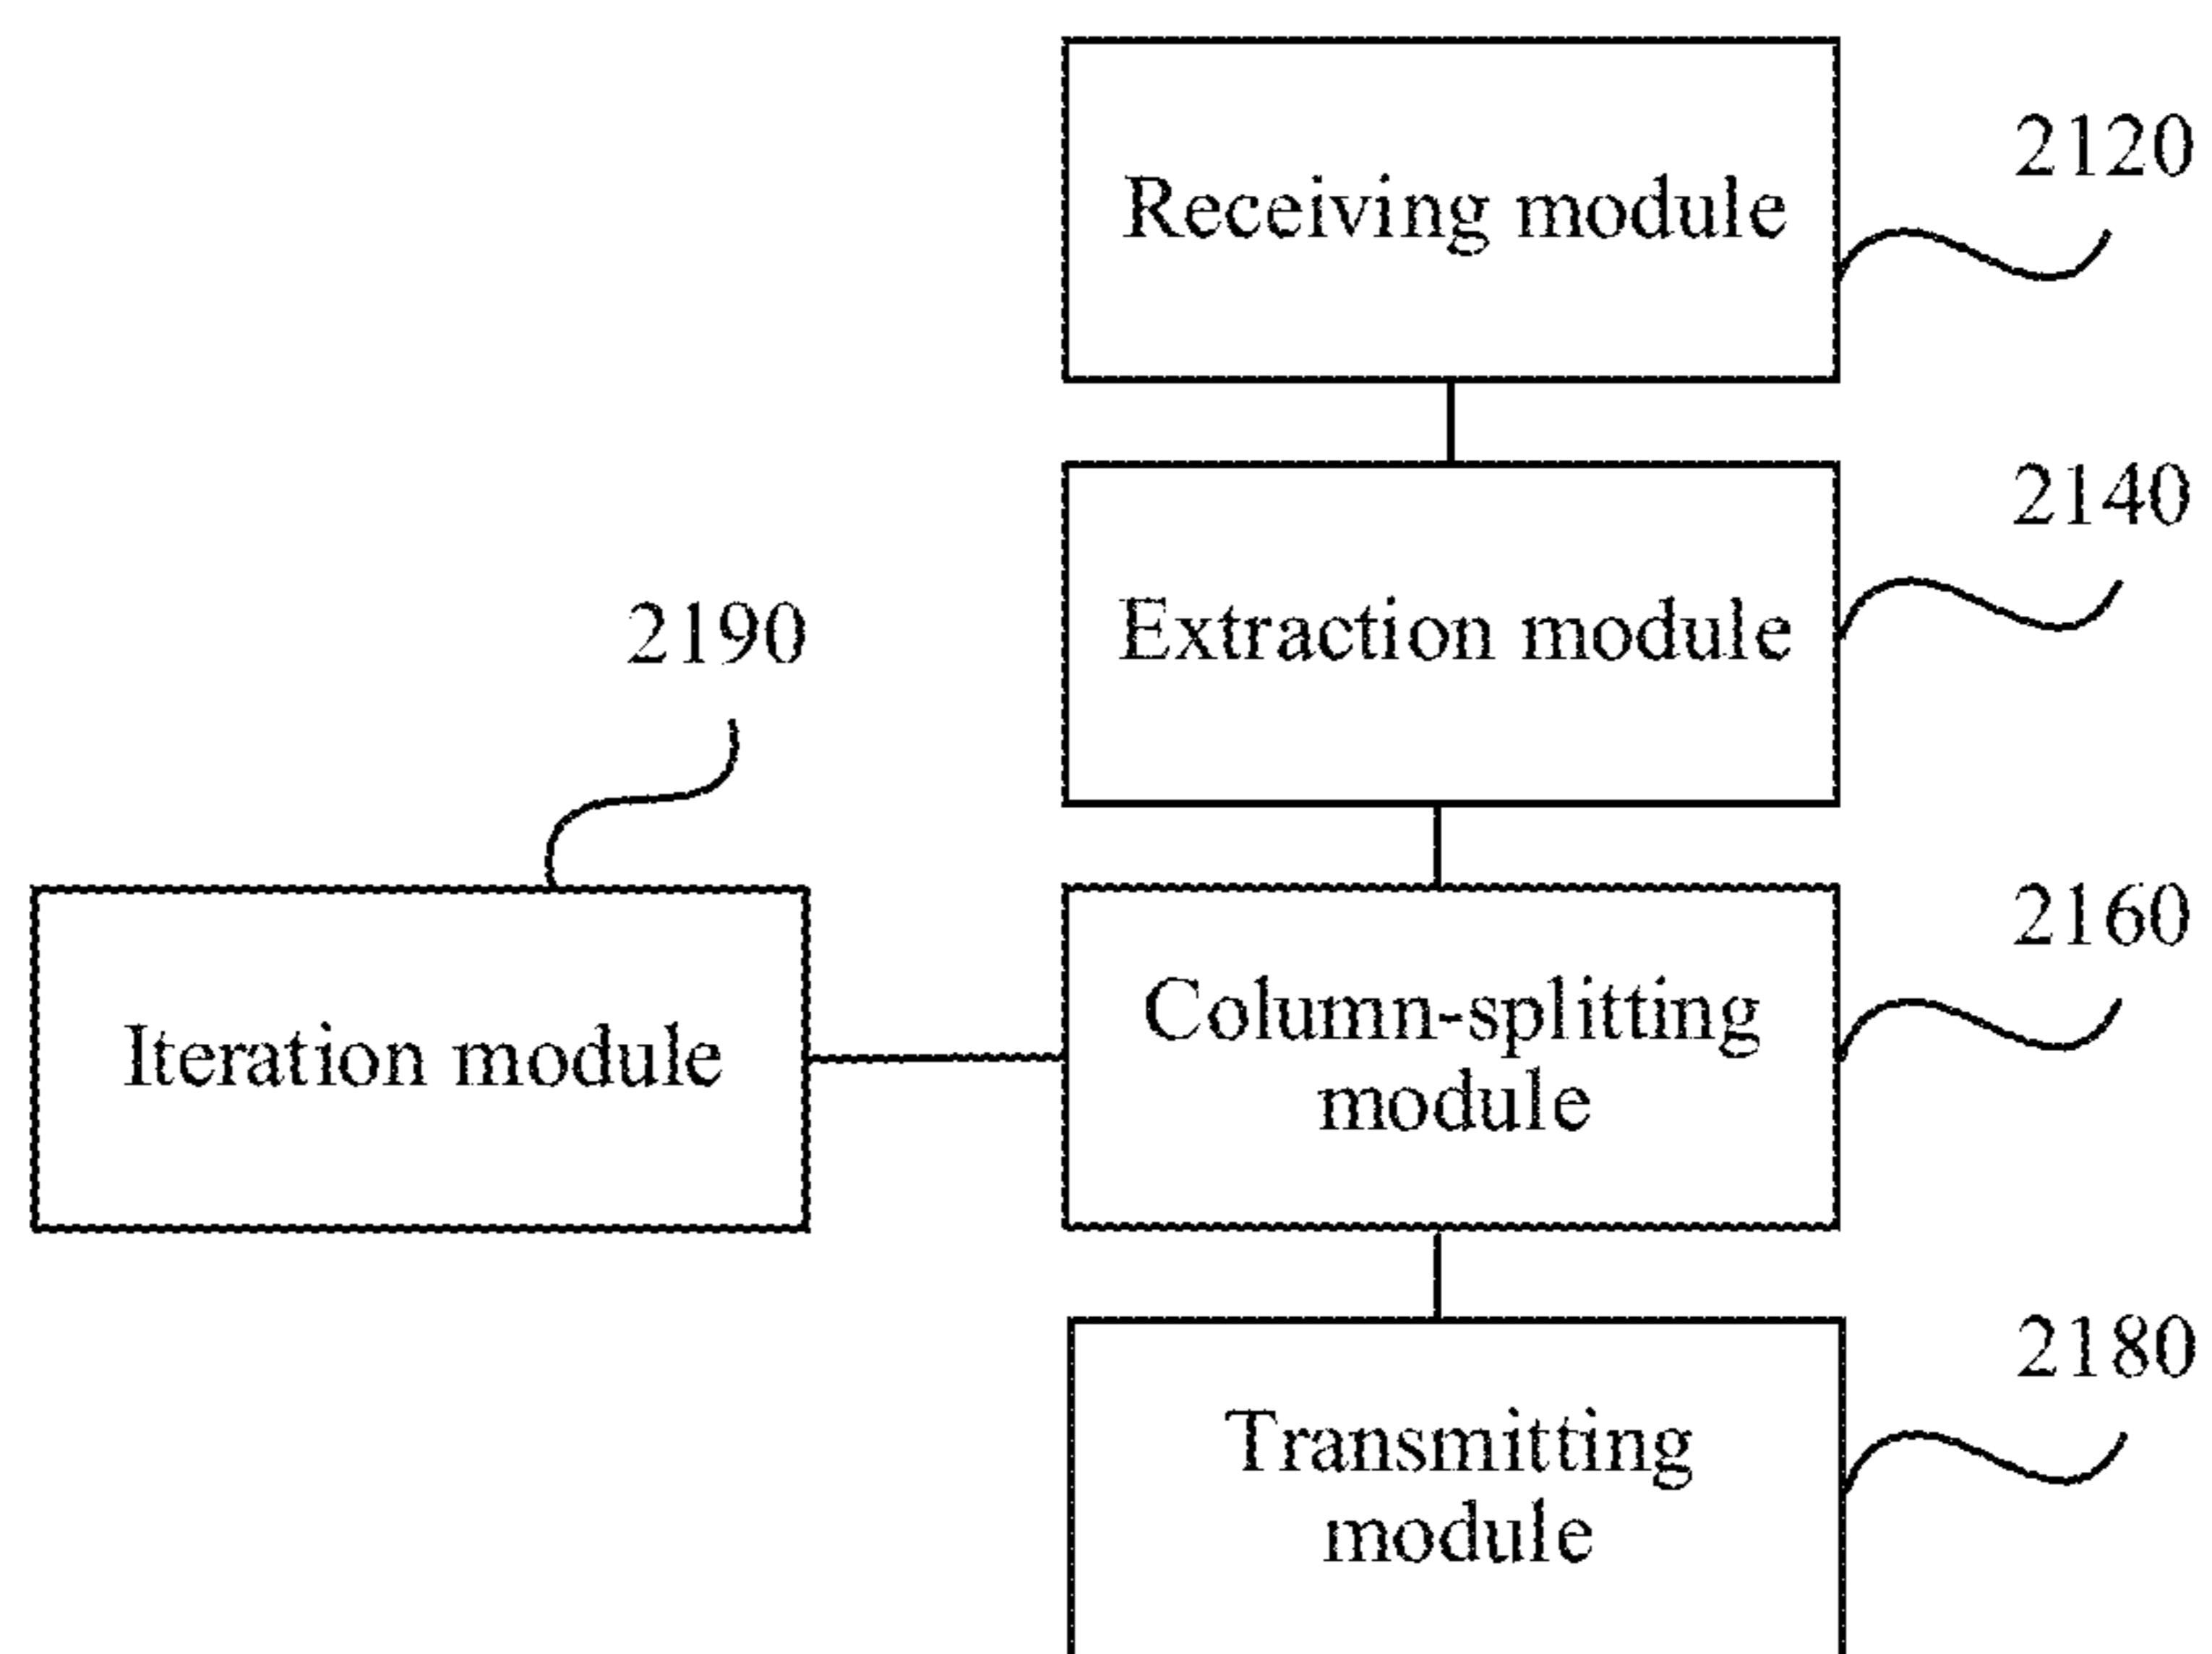 Receiving module
2120
Extraction module
2140
2190
Iteration module
Column-splitting
module
2160
Transmitting
module
2180